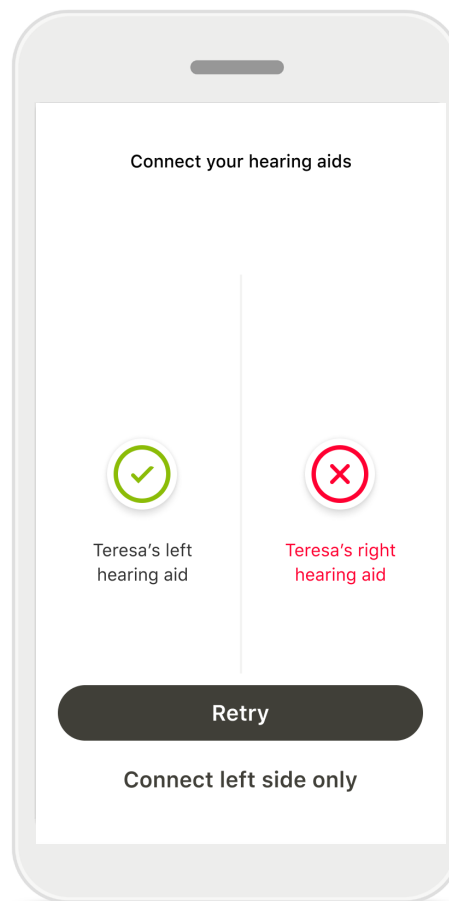 Connect your hearing aids
Teresa’s left
hearing aid
Teresa’s right
hearing aid
Retry
Connect left side only